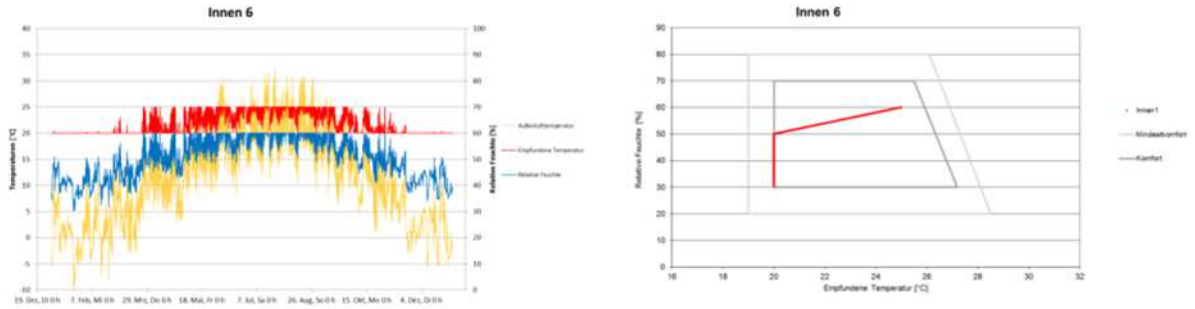 Innen 6
40
35
30
25
20
15
10
5
0
-5
-10
Temperaturen [°C]
100
90
80
70
60
50
40
30
20
10
0
Relative Feuchte [%]
19. Dez, Di 0 h
7. Feb, Mi 0 h
29. Mrz, Do 0 h
18. Mai, Fr 0 h
7. Jul, Sa 0 h
26. Aug, So 0 h
15. Okt, Mo 0 h
4. Dez, Di 0 h
Außenlufttemperatur
Empfundene Temperatur
Relative Feuchte
Innen 6
90
80
70
60
50
40
30
20
10
0
Relative Feuchte [%]
16
18
20
22
24
26
28
30
32
Empfundene Temperatur [°C]
Innen1
Mindestkomfort
Komfort